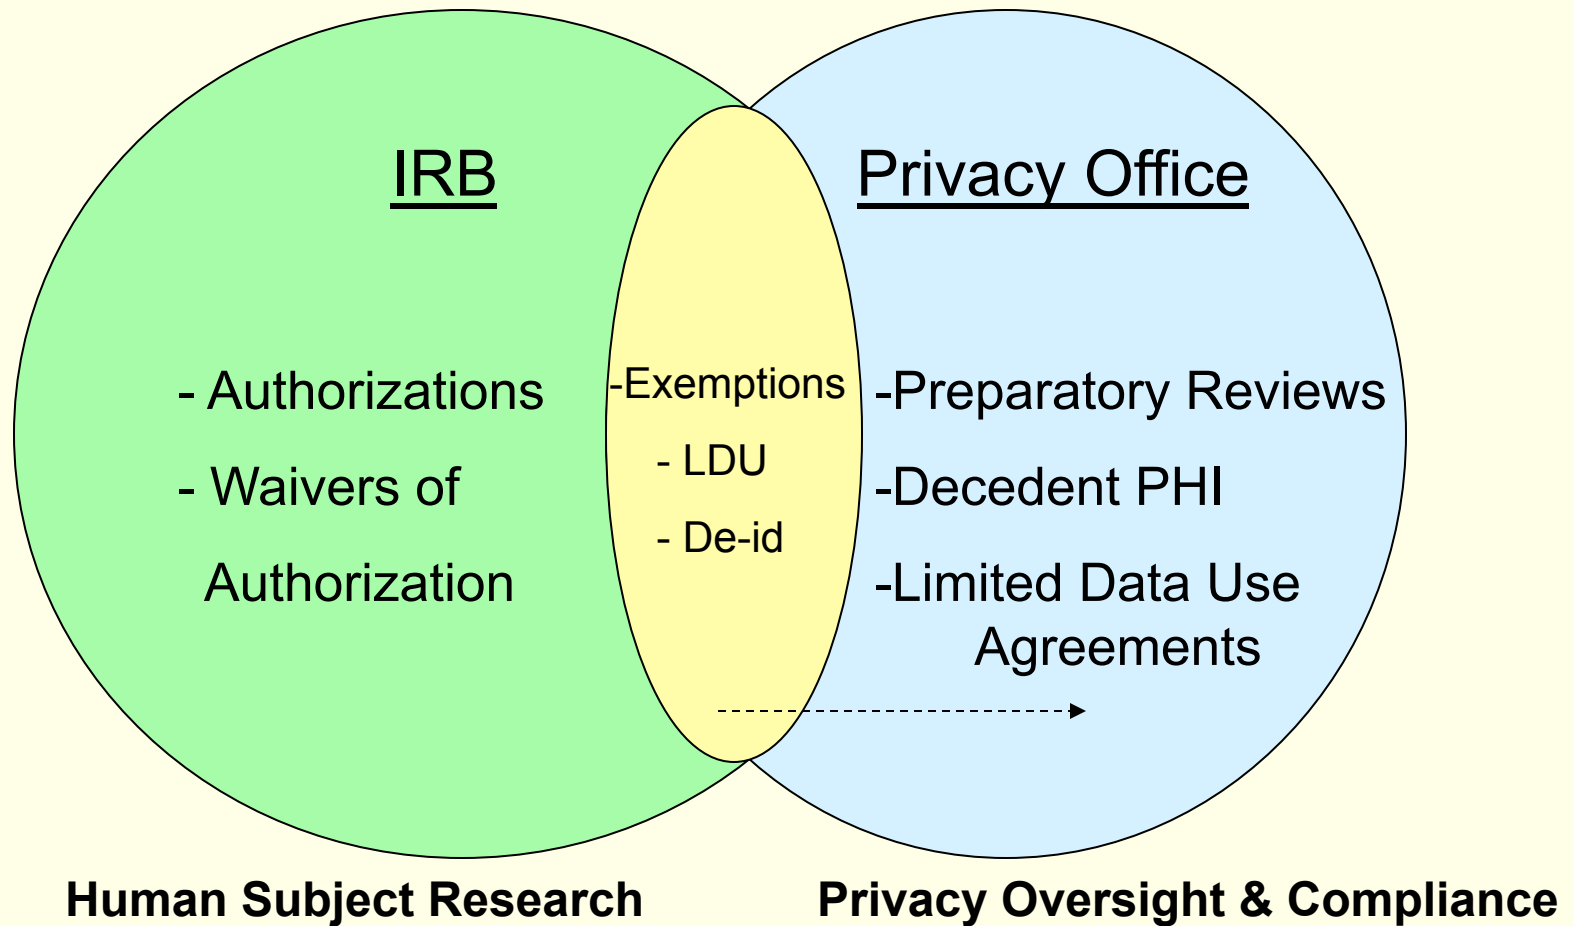 IRB
- Authorizations
- Waivers of
Authorization
-Exemptions
- LDU
- De-id
Privacy Office
-Preparatory Reviews
-Decedent PHI
-Limited Data Use
Agreements
Human Subject Research
Privacy Oversight & Compliance